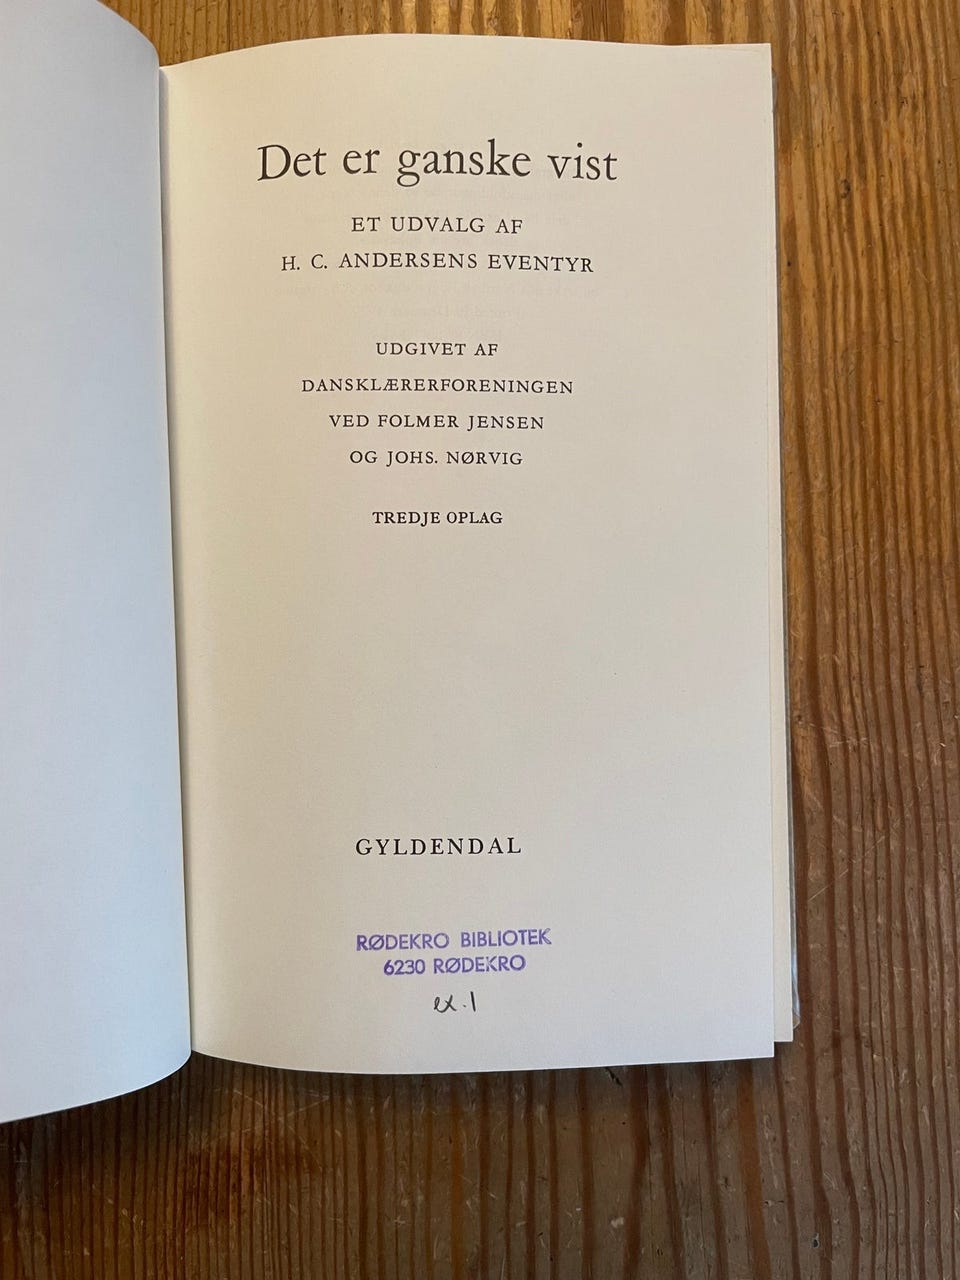 Det er ganske vist
ET UDVALG AF
H. C. ANDERSENS EVENTYR
UDGIVET AF
DANSKLÆRERFORENINGEN
VED FOLMER JENSEN
OG JOHS. NØRVIG
TREDJE OPLAG
GYLDENDAL
RØDEKRO BIBLIOTEK
6230 RØDEKRO
ex.1